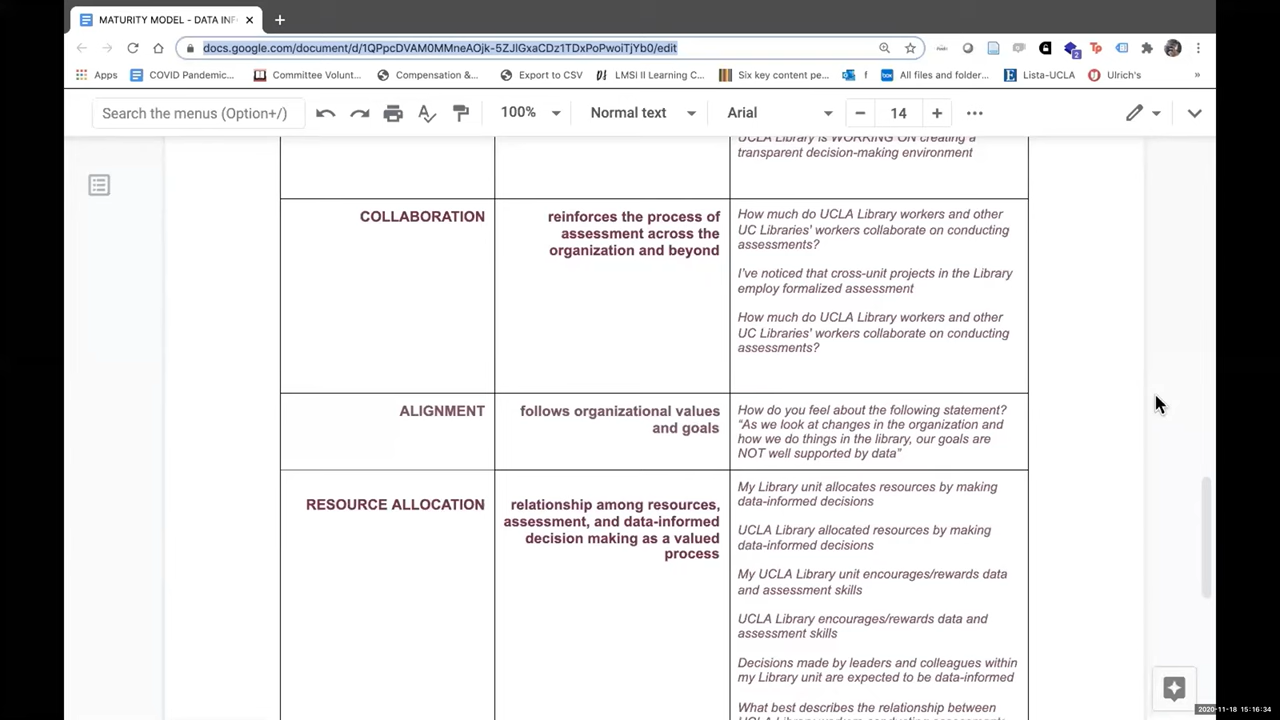 MATURITY MODEL - DATA INF
docs.google.com/document/d/1QPpcDVAM0MMneAOjk-5ZJlGxaCDz1TDxPoPwoiTjYb0/edit
Apps COVID Pandemic... Committee Volunt... Compensation &... Export to CSV LMSI II Learning C... Six key content pe... f All files and folder... Lista-UCLA Ulrich's »
Search the menus (Option+/) 100% Normal text Arial 14
UCLA Library is WORKING ON creating a
transparent decision-making environment
COLLABORATION
reinforces the process of
assessment across the
organization and beyond
How much do UCLA Library workers and other
UC Libraries' workers collaborate on conducting
assessments?
I've noticed that cross-unit projects in the Library
employ formalized assessment
How much do UCLA Library workers and other
UC Libraries' workers collaborate on conducting
assessments?
ALIGNMENT
follows organizational values
and goals
How do you feel about the following statement?
“As we look at changes in the organization and
how we do things in the library, our goals are
NOT well supported by data”
RESOURCE ALLOCATION
relationship among resources,
assessment, and data-informed
decision making as a valued
process
My Library unit allocates resources by making
data-informed decisions
UCLA Library allocated resources by making
data-informed decisions
My UCLA Library unit encourages/rewards data
and assessment skills
UCLA Library encourages/rewards data and
assessment skills
Decisions made by leaders and colleagues within
my Library unit are expected to be data-informed
What best describes the relationship between
2020-11-18 15:16:34